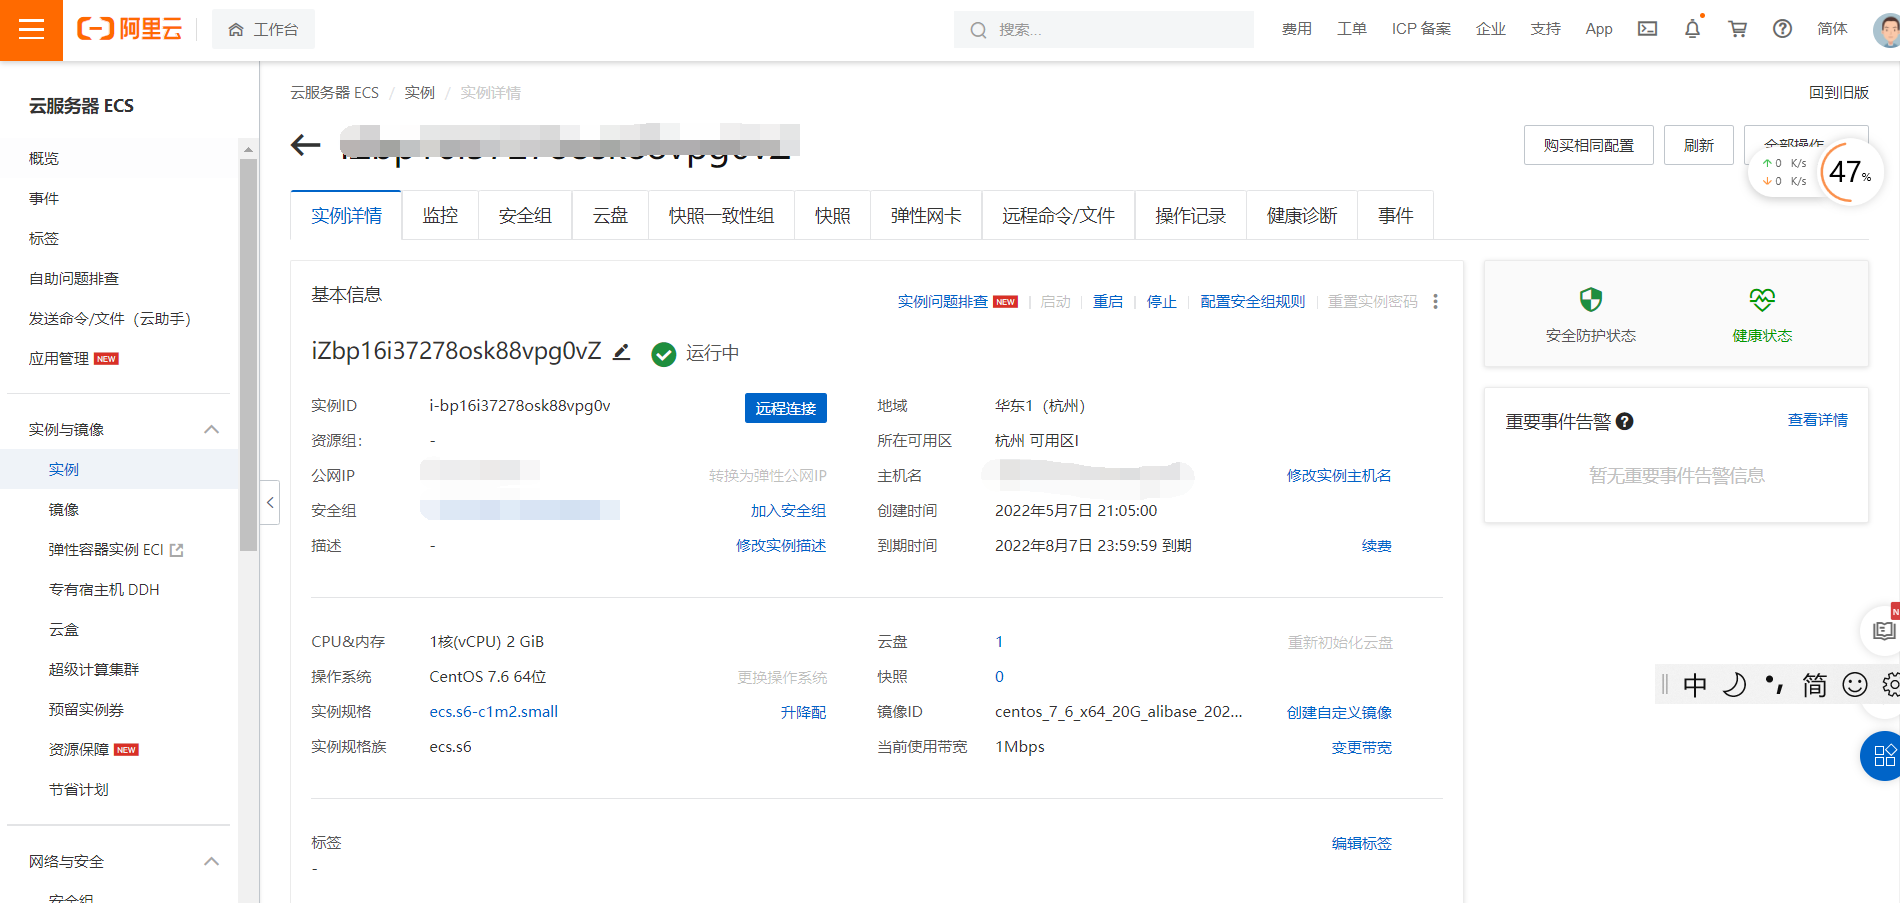 阿里云
工作台
搜索...
费用
工单
ICP 备案
企业
支持
App
简体
云服务器 ECS
概览
事件
标签
自助问题排查
发送命令/文件（云助手）
应用管理 NEW
实例与镜像
实例
镜像
弹性容器实例 ECI
专有宿主机 DDH
云盒
超级计算集群
预留实例券
资源保障 NEW
节省计划
网络与安全
安全组
云服务器 ECS / 实例 / 实例详情
回到旧版
购买相同配置
刷新
全部操作
↑ 0 K/s
↓ 0 K/s
47%
实例详情
监控
安全组
云盘
快照一致性组
快照
弹性网卡
远程命令/文件
操作记录
健康诊断
事件
基本信息
实例问题排查 NEW | 启动 | 重启 | 停止 | 配置安全组规则 | 重置实例密码
iZbp16i37278osk88vpg0vZ 运行中
实例ID i-bp16i37278osk88vpg0v 远程连接 地域 华东1（杭州）
资源组： - 所在可用区 杭州 可用区I
公网IP 转换为弹性公网IP 主机名 修改实例主机名
安全组 加入安全组 创建时间 2022年5月7日 21:05:00
描述 - 修改实例描述 到期时间 2022年8月7日 23:59:59 到期 续费
CPU&内存 1核(vCPU) 2 GiB 云盘 1 重新初始化云盘
操作系统 CentOS 7.6 64位 更换操作系统 快照 0
实例规格 ecs.s6-c1m2.small 升降配 镜像ID centos_7_6_x64_20G_alibase_202... 创建自定义镜像
实例规格族 ecs.s6 当前使用带宽 1Mbps 变更带宽
标签 编辑标签
-
安全防护状态
健康状态
重要事件告警 ?
查看详情
暂无重要事件告警信息
中 简